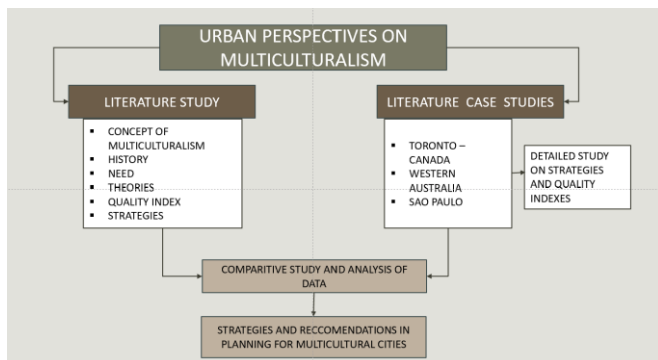 URBAN PERSPECTIVES ON
MULTICULTURALISM
LITERATURE STUDY
▪ CONCEPT OF
MULTICULTURALISM
▪ HISTORY
▪ NEED
▪ THEORIES
▪ QUALITY INDEX
▪ STRATEGIES
LITERATURE CASE STUDIES
▪ TORONTO –
CANADA
▪ WESTERN
AUSTRALIA
▪ SAO PAULO
DETAILED STUDY
ON STRATEGIES
AND QUALITY
INDEXES
COMPARITIVE STUDY AND ANALYSIS OF
DATA
STRATEGIES AND RECCOMENDATIONS IN
PLANNING FOR MULTICULTURAL CITIES